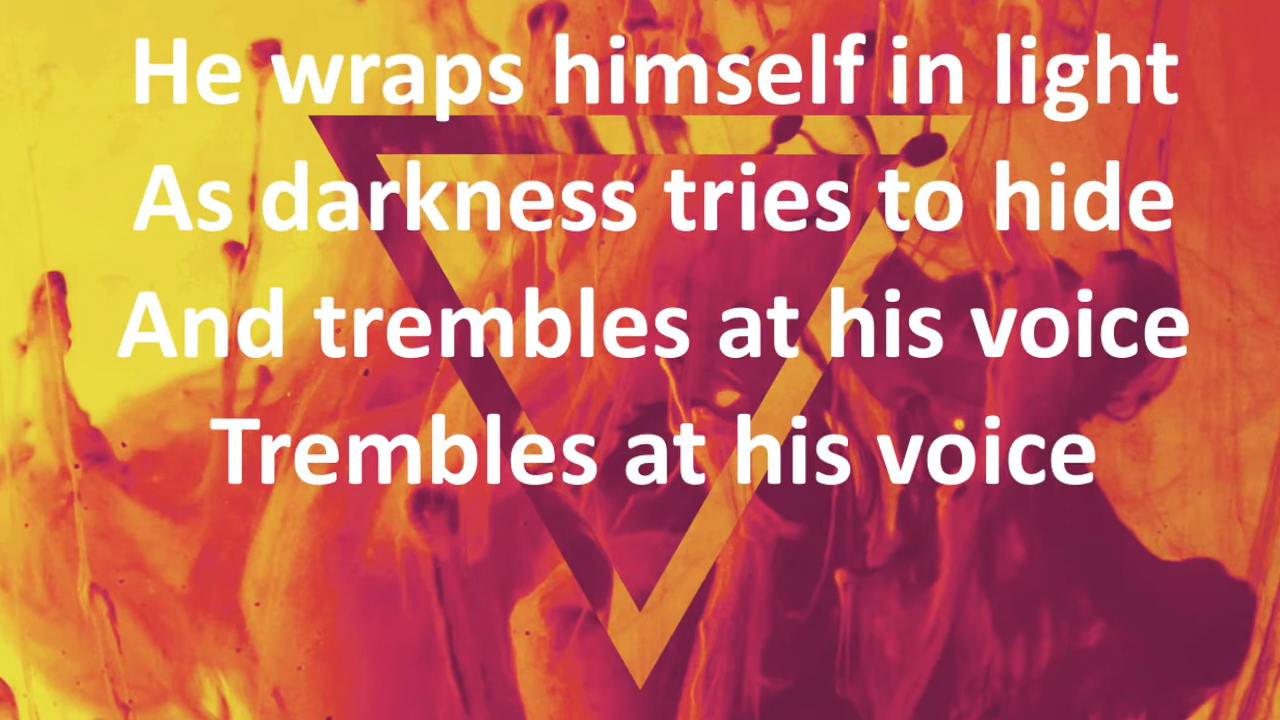 He wraps himself in light
As darkness tries to hide
And trembles at his voice
Trembles at his voice